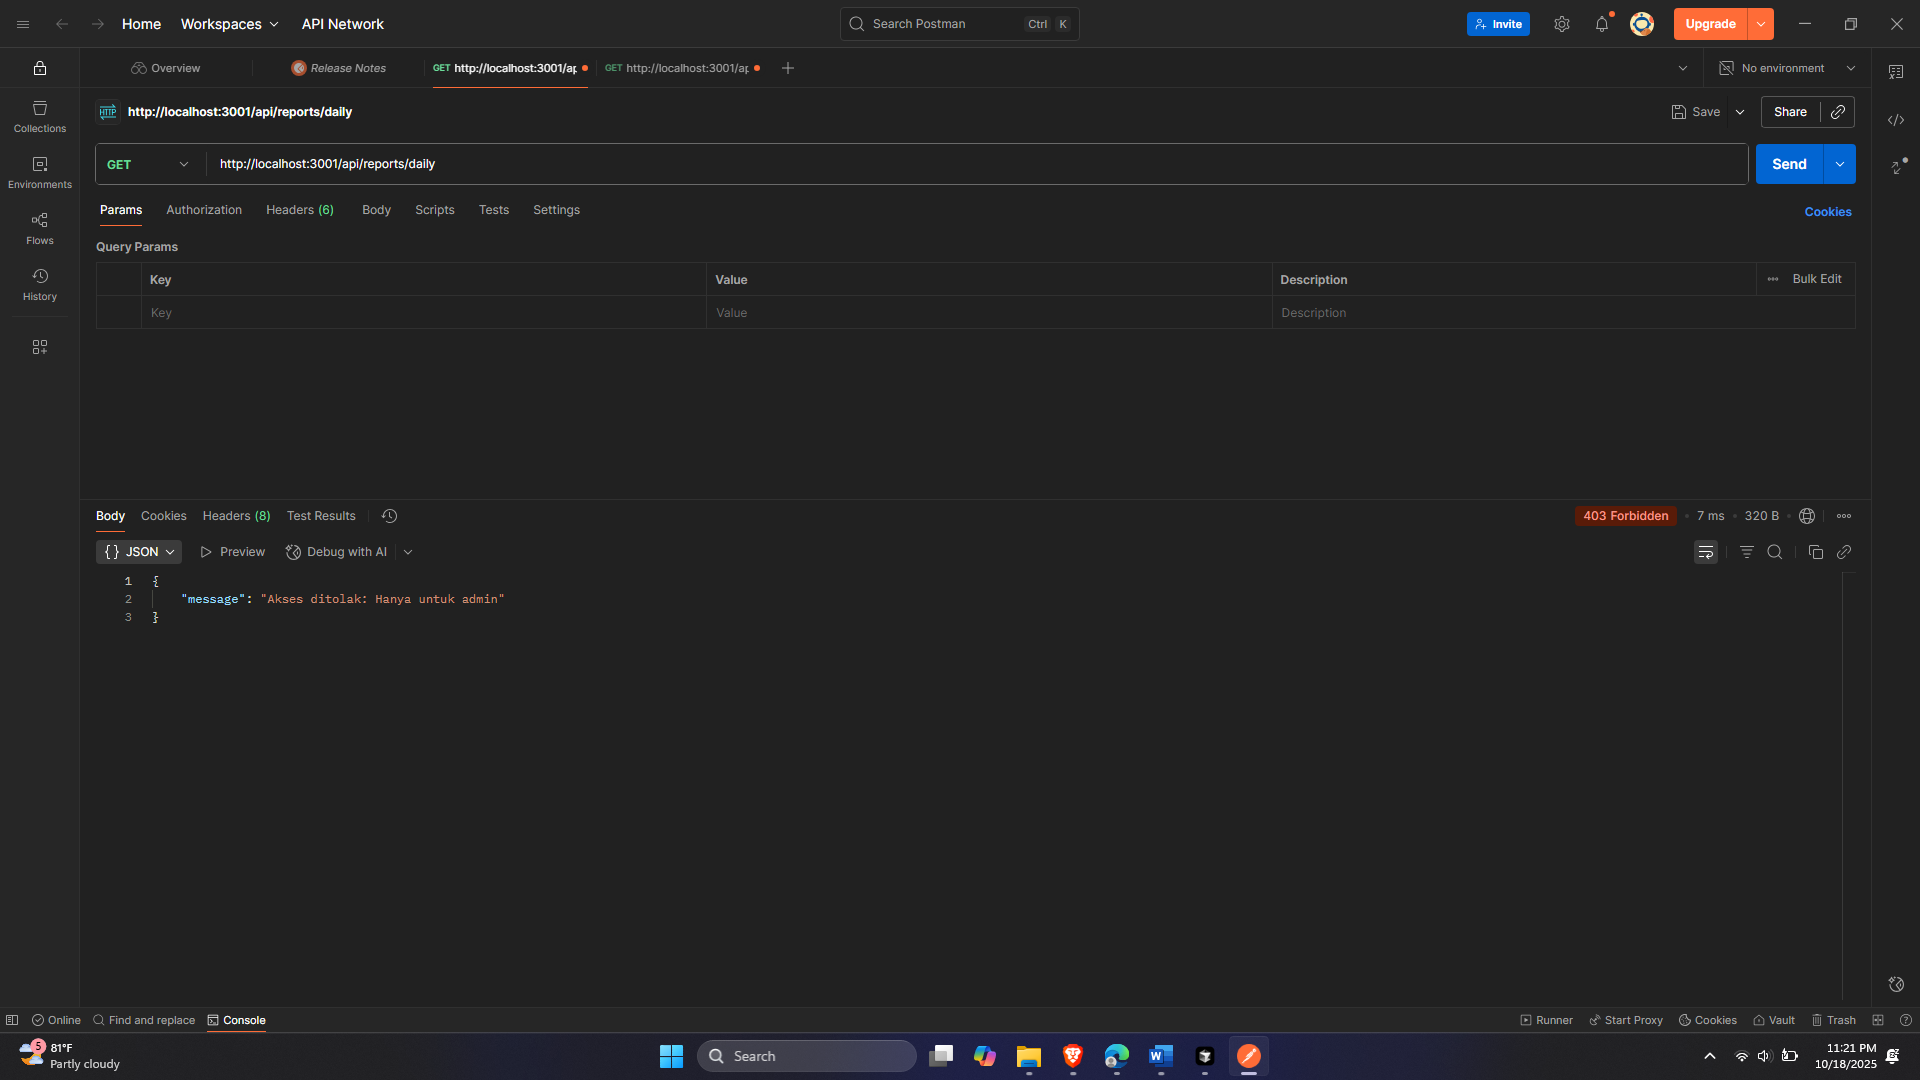 Home Workspaces API Network Search Postman Ctrl K Invite Upgrade
Overview Release Notes GET http://localhost:3001/ap GET http://localhost:3001/ap No environment
HTTP http://localhost:3001/api/reports/daily Save Share
GET http://localhost:3001/api/reports/daily Send
Collections
Environments
Flows
History
Params Authorization Headers (6) Body Scripts Tests Settings Cookies
Query Params
Key Value Description Bulk Edit
Key Value Description
Body Cookies Headers (8) Test Results 403 Forbidden 7 ms 320 B
{} JSON Preview Debug with AI
1 {
2 "message": "Akses ditolak: Hanya untuk admin"
3 }
Online Find and replace Console Runner Start Proxy Cookies Vault Trash
5 81°F
Partly cloudy
Search
11:21 PM
10/18/2025